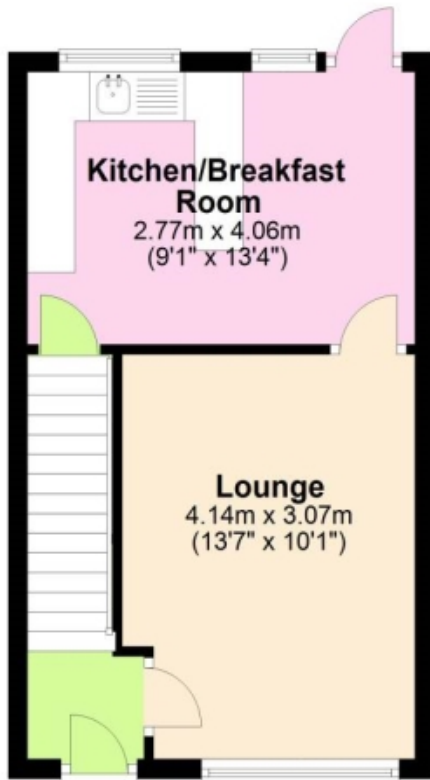 Kitchen/Breakfast
Room
2.77m x 4.06m
(9'1" x 13'4")
Lounge
4.14m x 3.07m
(13'7" x 10'1")